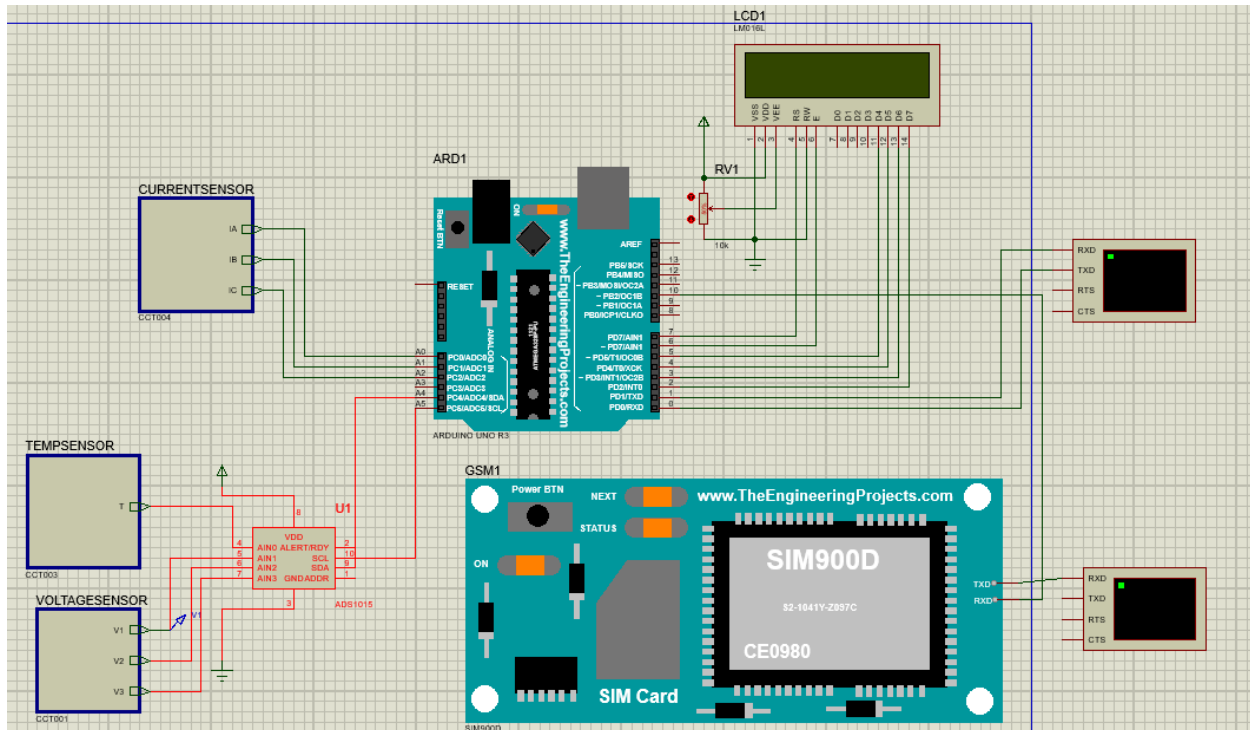 LCD1
LM016L
VSS
VDD
VEE
RS
RW
E
D0
D1
D2
D3
D4
D5
D6
D7
1
2
3
4
5
6
7
8
9
10
11
12
13
14
RV1
10k
ARD1
Reset BTN
ON
www.TheEngineeringProjects.com
AREF
PB5/SCK
13
PB4/MISO
12
~ PB3/MOSI/OC2A
11
~ PB2/OC1B
10
~ PB1/OC1A
9
PB0/ICP1/CLKO
8
PD7/AIN1
7
~ PD7/AIN1
6
~ PD5/T1/OC0B
5
PD4/T0/XCK
4
~ PD3/INT1/OC2B
3
PD2/INT0
2
PD1/TXD
1
PD0/RXD
0
RESET
ANALOG IN
A0
PC0/ADC0
A1
PC1/ADC1
A2
PC2/ADC2
A3
PC3/ADC3
A4
PC4/ADC4/SDA
A5
PC5/ADC5/SCL
ARDUINO UNO R3
CURRENTSENSOR
IA
IB
IC
CCT004
RXD
TXD
RTS
CTS
TEMPSENSOR
T
CCT003
VOLTAGESENSOR
V1
V2
V3
CCT001
V1
U1
8
VDD
4
AIN0
ALERT/RDY
2
5
AIN1
SCL
10
6
AIN2
SDA
9
7
AIN3
GND
ADDR
1
3
ADS1015
GSM1
Power BTN
NEXT
www.TheEngineeringProjects.com
STATUS
ON
SIM900D
S2-1041Y-Z097C
CE0980
SIM Card
TXD
RXD
SIM900D
RXD
TXD
RTS
CTS